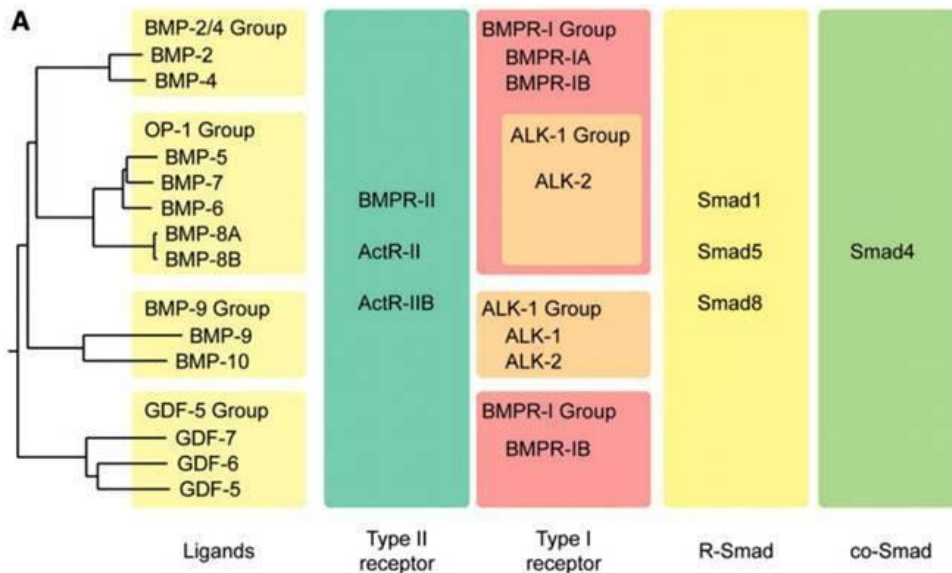 A
BMP-2/4 Group
BMP-2
BMP-4
OP-1 Group
BMP-5
BMP-7
BMP-6
BMP-8A
BMP-8B
BMP-9 Group
BMP-9
BMP-10
GDF-5 Group
GDF-7
GDF-6
GDF-5
Ligands
BMPR-II
ActR-II
ActR-IIB
Type II
receptor
BMPR-I Group
BMPR-IA
BMPR-IB
ALK-1 Group
ALK-2
ALK-1 Group
ALK-1
ALK-2
BMPR-I Group
BMPR-IB
Type I
receptor
Smad1
Smad5
Smad8
R-Smad
Smad4
co-Smad